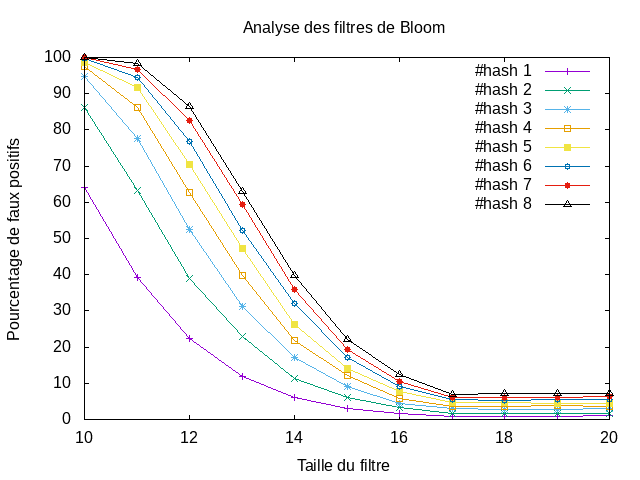 Analyse des filtres de Bloom
Pourcentage de faux positifs
100
90
80
70
60
50
40
30
20
10
0
#hash 1
#hash 2
#hash 3
#hash 4
#hash 5
#hash 6
#hash 7
#hash 8
10 12 14 16 18 20
Taille du filtre